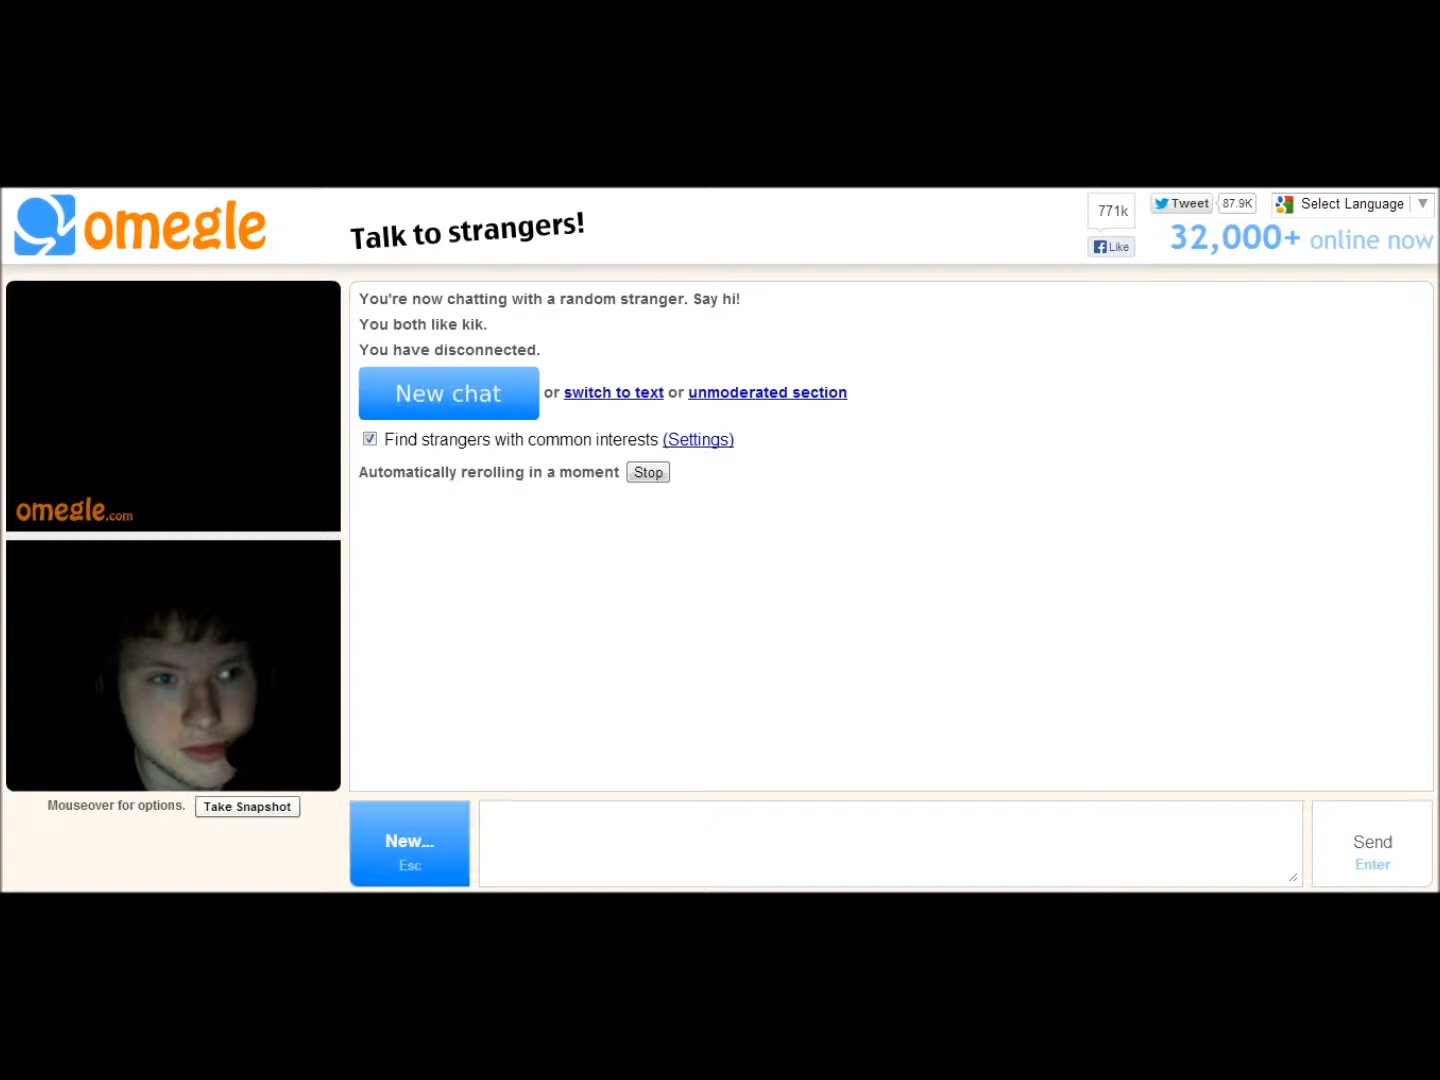 omegle
Talk to strangers!
771k
Like
Tweet 87.9K
Select Language ▼
32,000+ online now
omegle.com
You're now chatting with a random stranger. Say hi!
You both like kik.
You have disconnected.
New chat or switch to text or unmoderated section
Find strangers with common interests (Settings)
Automatically rerolling in a moment Stop
Mouseover for options. Take Snapshot
New...
Esc
Send
Enter